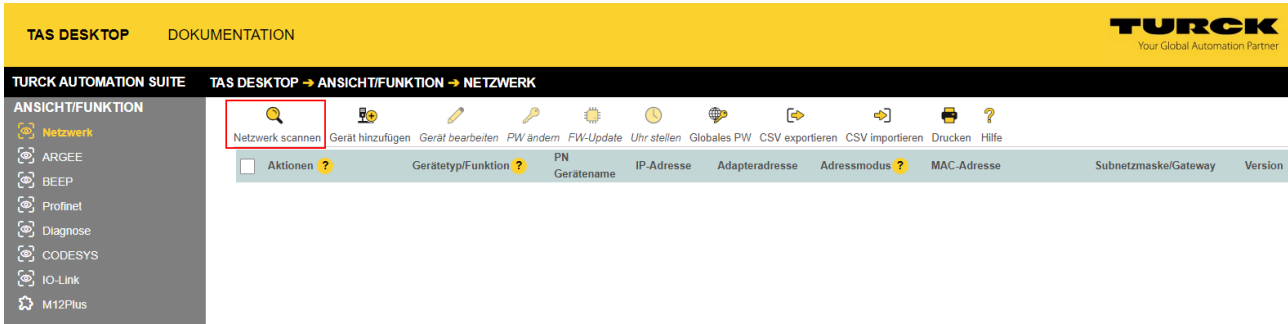 TAS DESKTOP DOKUMENTATION
TURCK
Your Global Automation Partner
TURCK AUTOMATION SUITE TAS DESKTOP ➔ ANSICHT/FUNKTION ➔ NETZWERK
ANSICHT/FUNKTION
Netzwerk
ARGEE
BEEP
Profinet
Diagnose
CODESYS
IO-Link
M12Plus
Netzwerk scannen Gerät hinzufügen Gerät bearbeiten PW ändern FW-Update Uhr stellen Globales PW CSV exportieren CSV importieren Drucken Hilfe
Aktionen ? Gerätetyp/Funktion ? PN Gerätename IP-Adresse Adapteradresse Adressmodus ? MAC-Adresse Subnetzmaske/Gateway Version